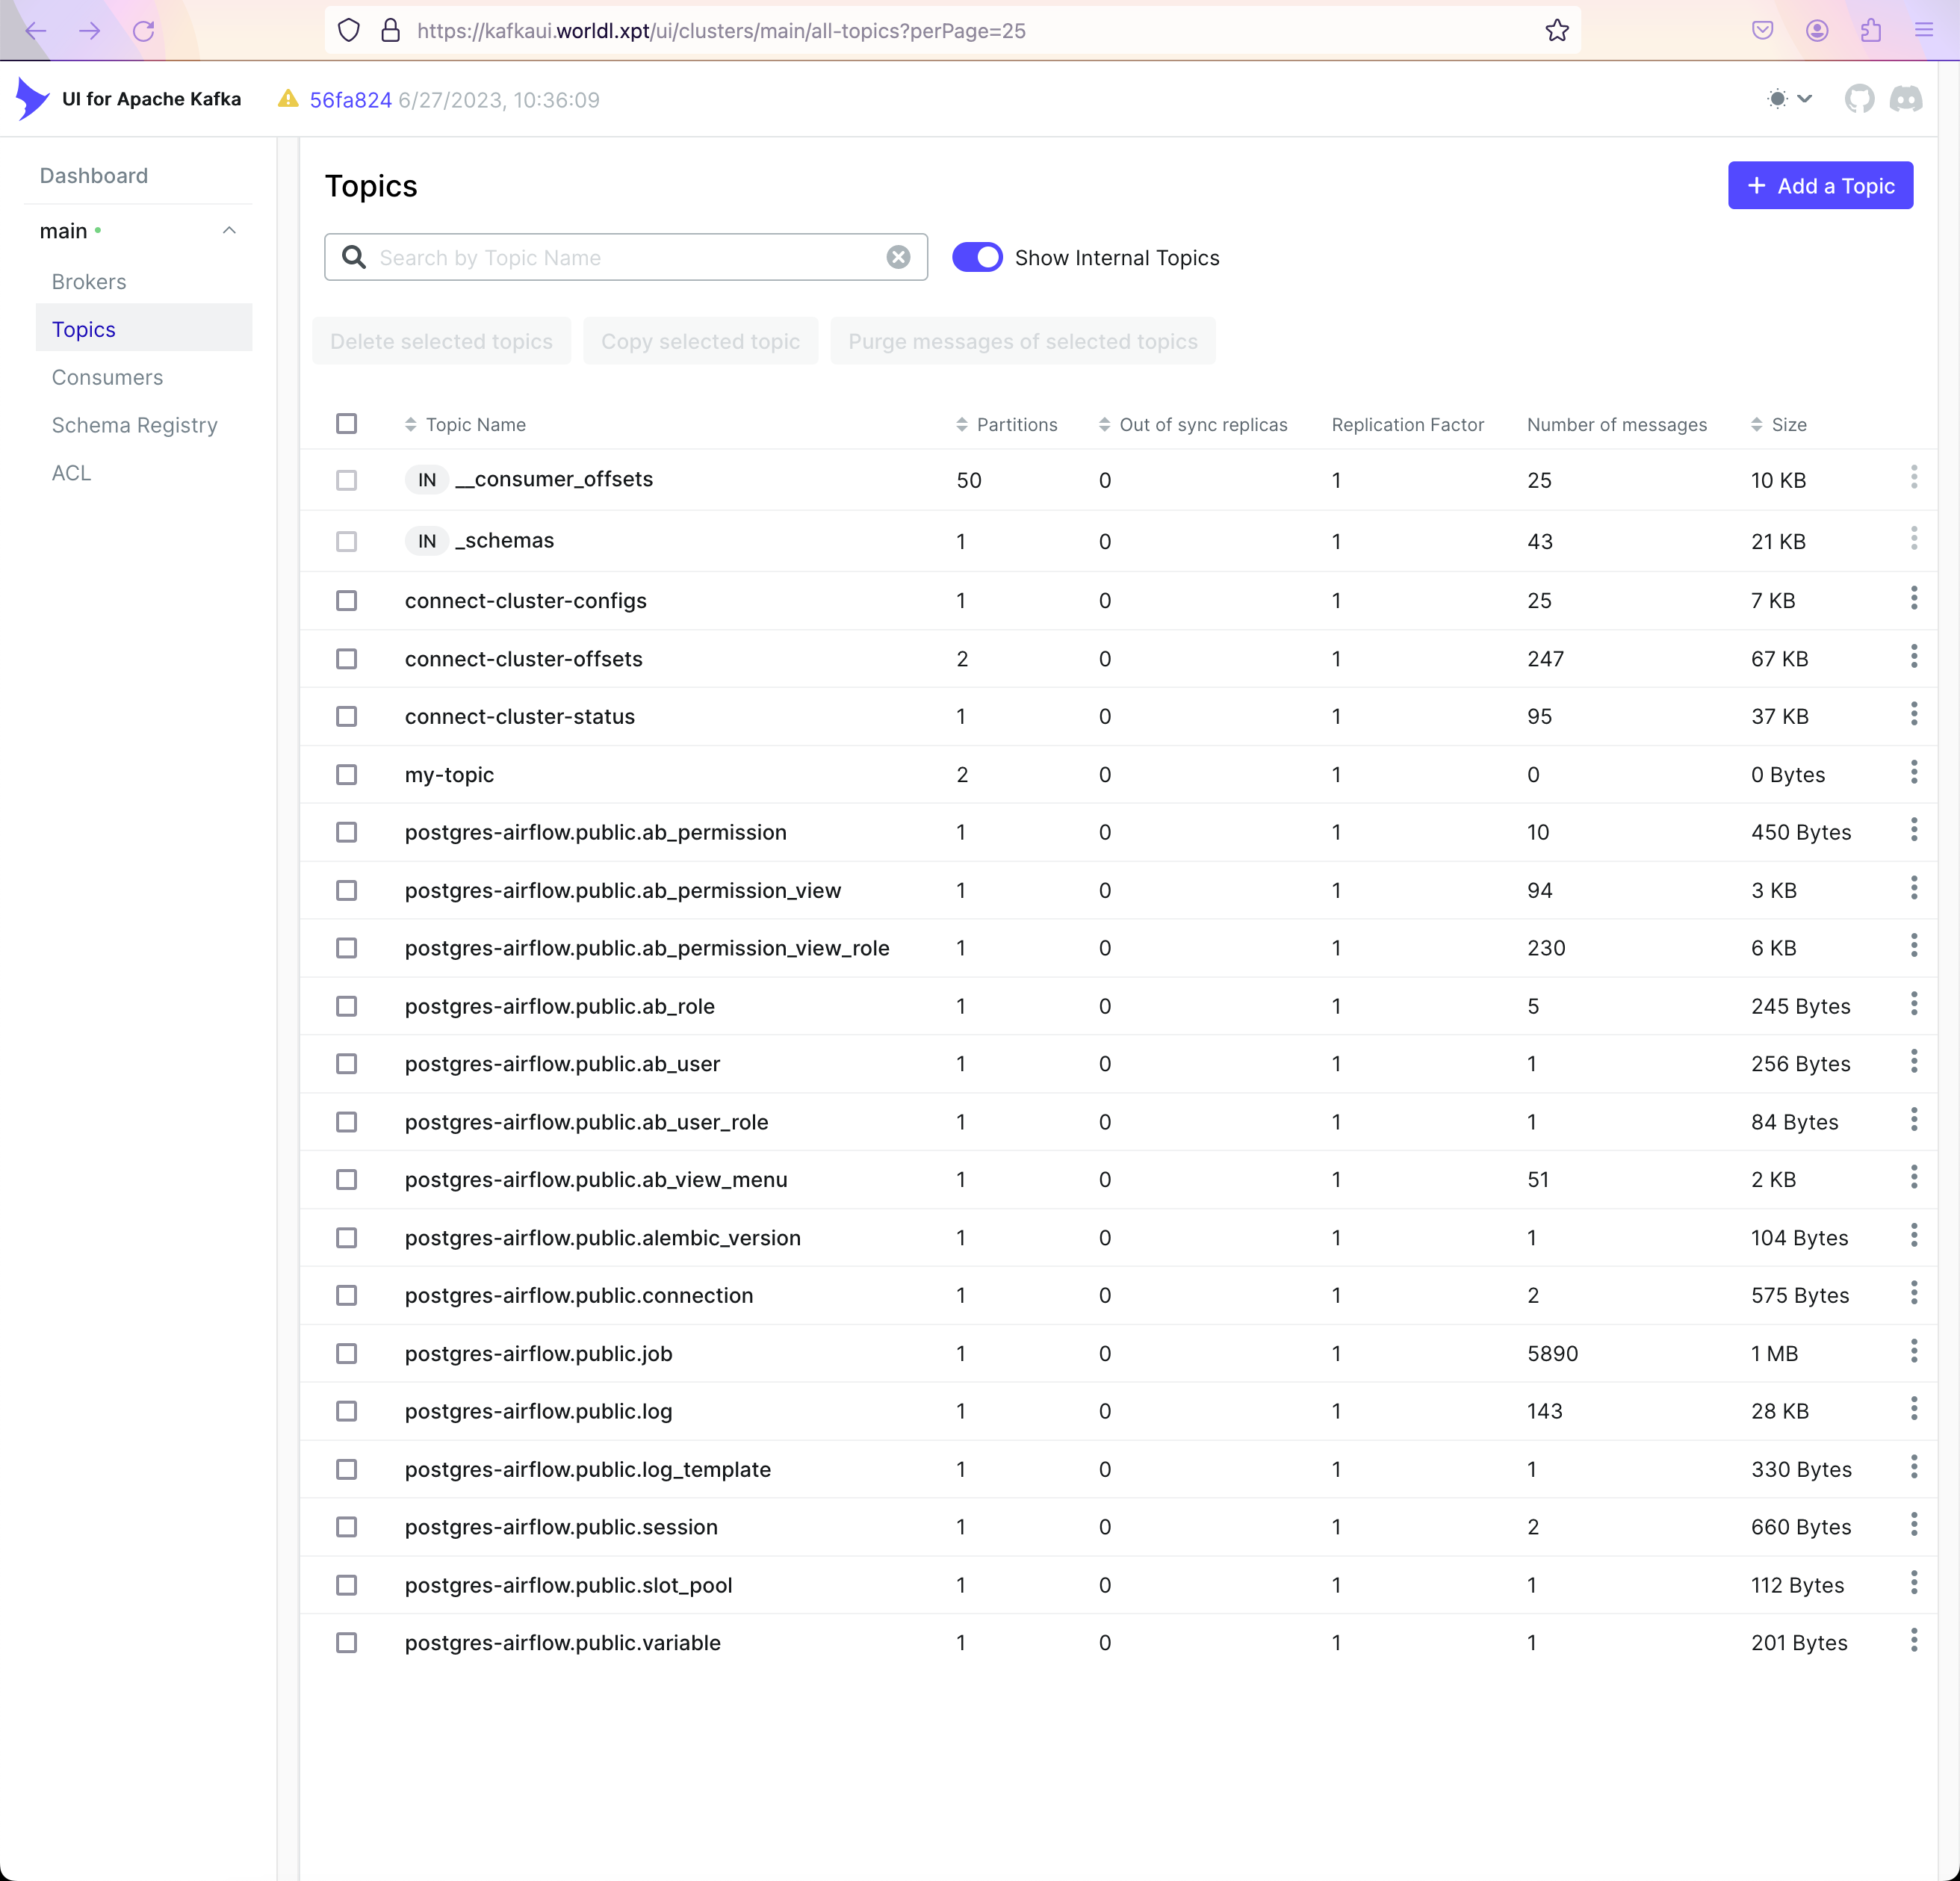 https://kafkaui.worldl.xpt/ui/clusters/main/all-topics?perPage=25
UI for Apache Kafka 56fa824 6/27/2023, 10:36:09
Dashboard
main
Brokers
Topics
Consumers
Schema Registry
ACL
Topics
+ Add a Topic
Search by Topic Name Show Internal Topics
Delete selected topics Copy selected topic Purge messages of selected topics
Topic Name Partitions Out of sync replicas Replication Factor Number of messages Size
IN __consumer_offsets 50 0 1 25 10 KB
IN _schemas 1 0 1 43 21 KB
connect-cluster-configs 1 0 1 25 7 KB
connect-cluster-offsets 2 0 1 247 67 KB
connect-cluster-status 1 0 1 95 37 KB
my-topic 2 0 1 0 0 Bytes
postgres-airflow.public.ab_permission 1 0 1 10 450 Bytes
postgres-airflow.public.ab_permission_view 1 0 1 94 3 KB
postgres-airflow.public.ab_permission_view_role 1 0 1 230 6 KB
postgres-airflow.public.ab_role 1 0 1 5 245 Bytes
postgres-airflow.public.ab_user 1 0 1 1 256 Bytes
postgres-airflow.public.ab_user_role 1 0 1 1 84 Bytes
postgres-airflow.public.ab_view_menu 1 0 1 51 2 KB
postgres-airflow.public.alembic_version 1 0 1 1 104 Bytes
postgres-airflow.public.connection 1 0 1 2 575 Bytes
postgres-airflow.public.job 1 0 1 5890 1 MB
postgres-airflow.public.log 1 0 1 143 28 KB
postgres-airflow.public.log_template 1 0 1 1 330 Bytes
postgres-airflow.public.session 1 0 1 2 660 Bytes
postgres-airflow.public.slot_pool 1 0 1 1 112 Bytes
postgres-airflow.public.variable 1 0 1 1 201 Bytes